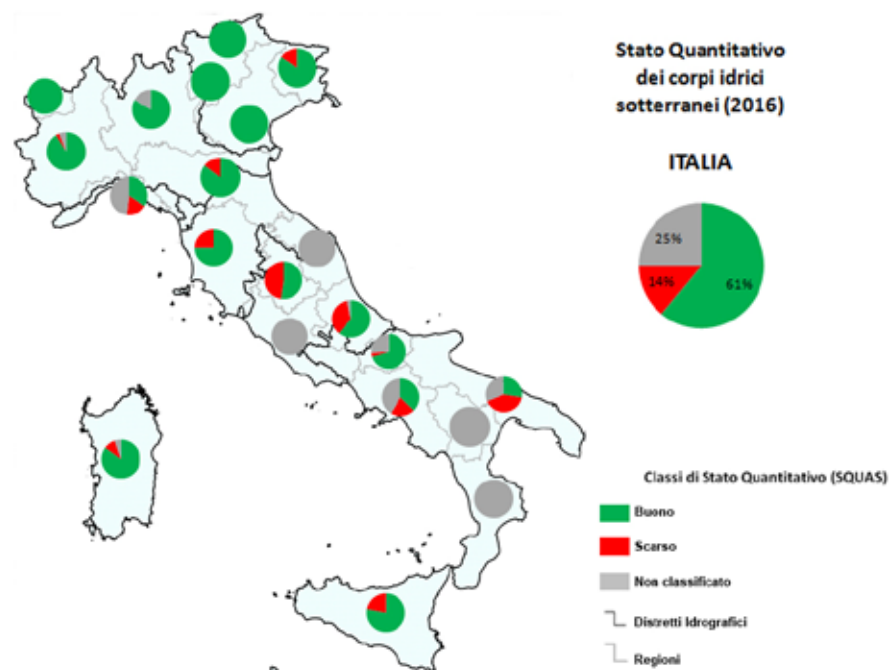 Stato Quantitativo
dei corpi idrici
sotterranei (2016)
ITALIA
25%
14%
61%
Classi di Stato Quantitativo (SQUAS)
Buono
Scarso
Non classificato
Distretti Idrografici
Regioni